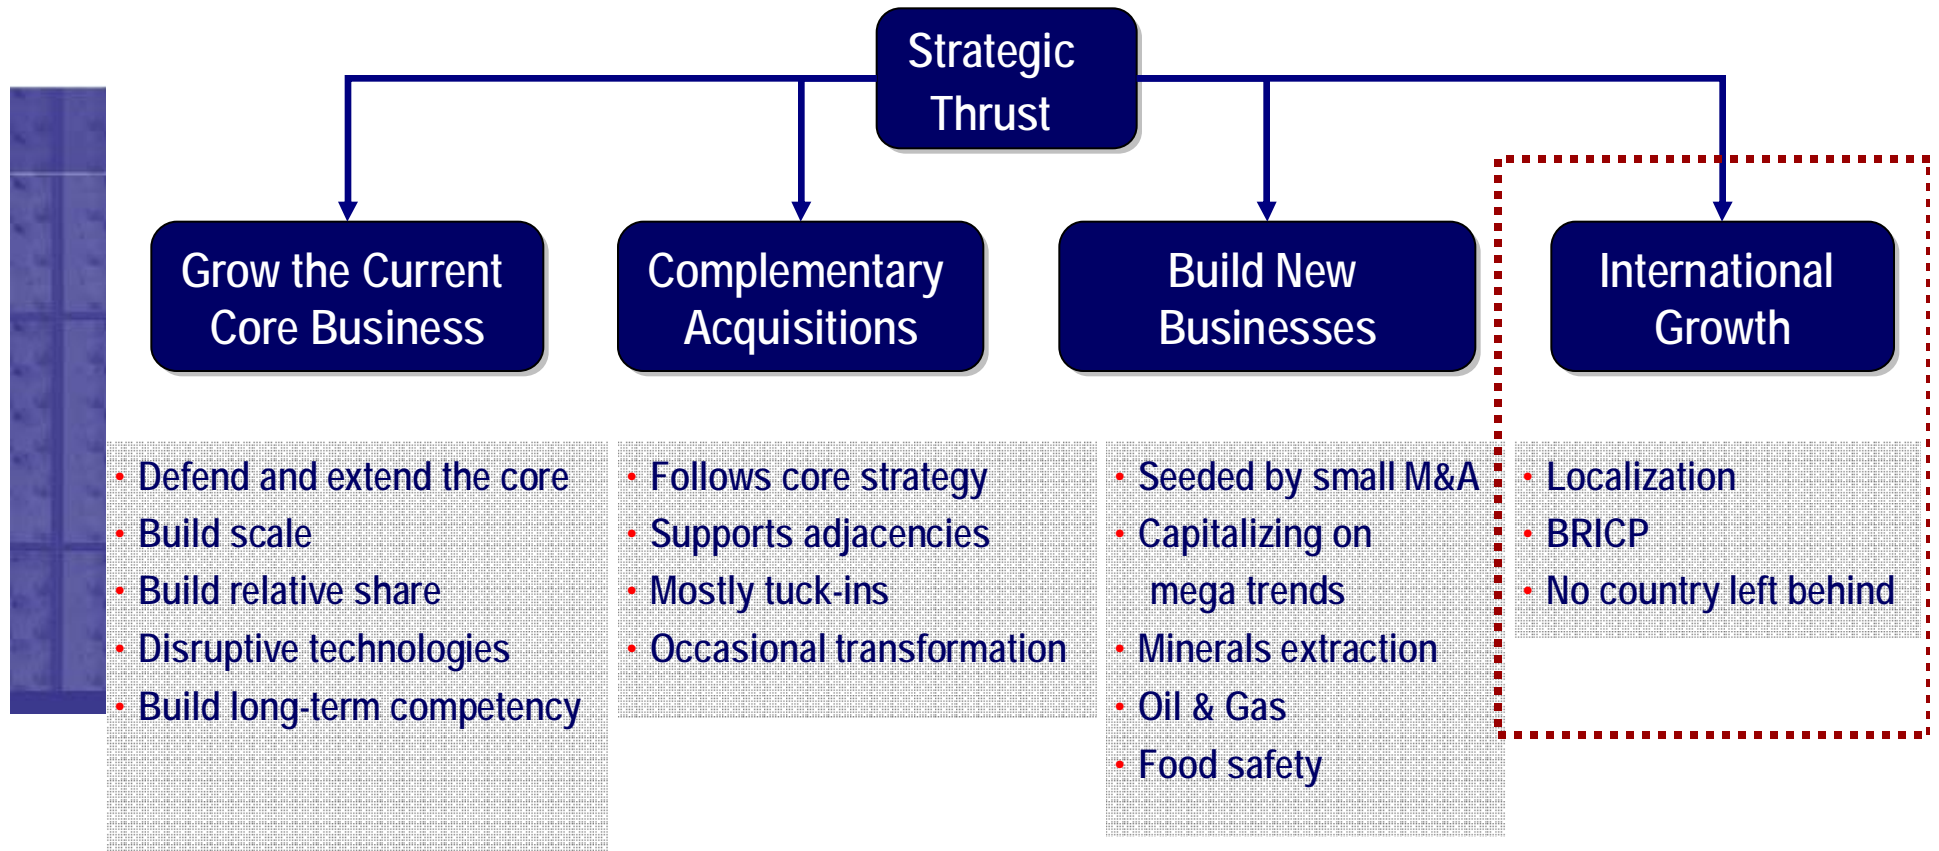 Strategic
Thrust
Grow the Current
Core Business
Complementary
Acquisitions
Build New
Businesses
International
Growth
• Defend and extend the core
• Build scale
• Build relative share
• Disruptive technologies
• Build long-term competency
• Follows core strategy
• Supports adjacencies
• Mostly tuck-ins
• Occasional transformation
• Seeded by small M&A
• Capitalizing on
mega trends
• Minerals extraction
• Oil & Gas
• Food safety
• Localization
• BRICP
• No country left behind